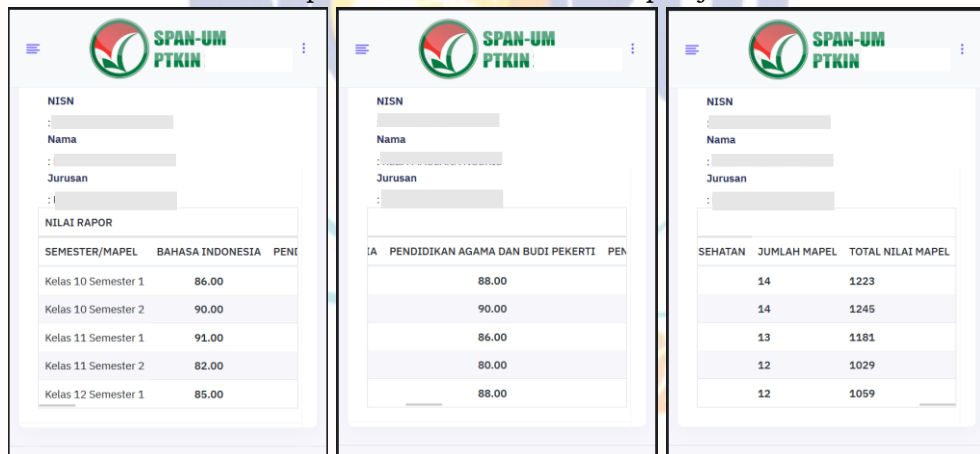 SPAN-UM
PTKIN
NISN
:
Nama
:
Jurusan
:
NILAI RAPOR
SEMESTER/MAPEL BAHASA INDONESIA
Kelas 10 Semester 1 86.00
Kelas 10 Semester 2 90.00
Kelas 11 Semester 1 91.00
Kelas 11 Semester 2 82.00
Kelas 12 Semester 1 85.00
SPAN-UM
PTKIN
NISN
:
Nama
:
Jurusan
:
PENDIDIKAN AGAMA DAN BUDI PEKERTI
88.00
90.00
86.00
80.00
88.00
SPAN-UM
PTKIN
NISN
:
Nama
:
Jurusan
:
SEHATAN JUMLAH MAPEL TOTAL NILAI MAPEL
14 1223
14 1245
13 1181
12 1029
12 1059